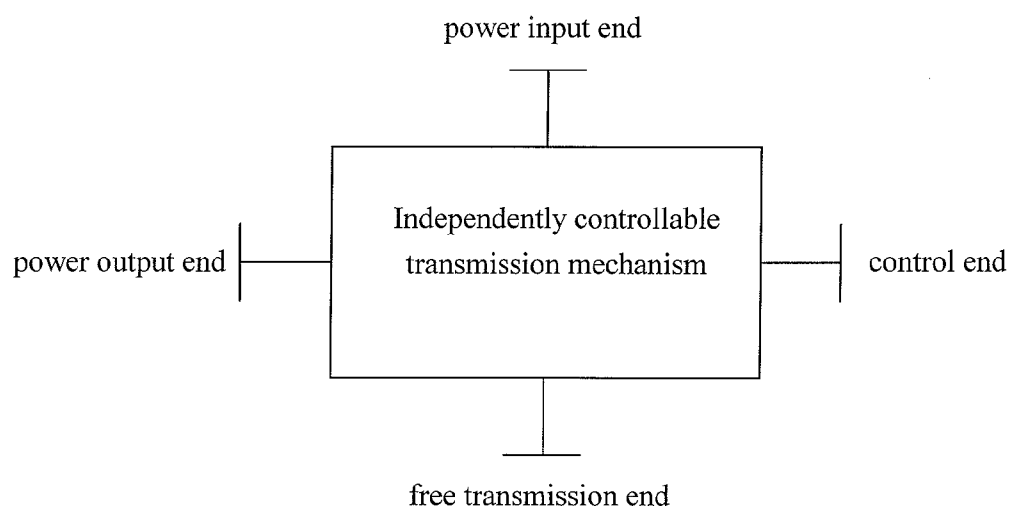 power input end
Independently controllable
transmission mechanism
power output end
control end
free transmission end